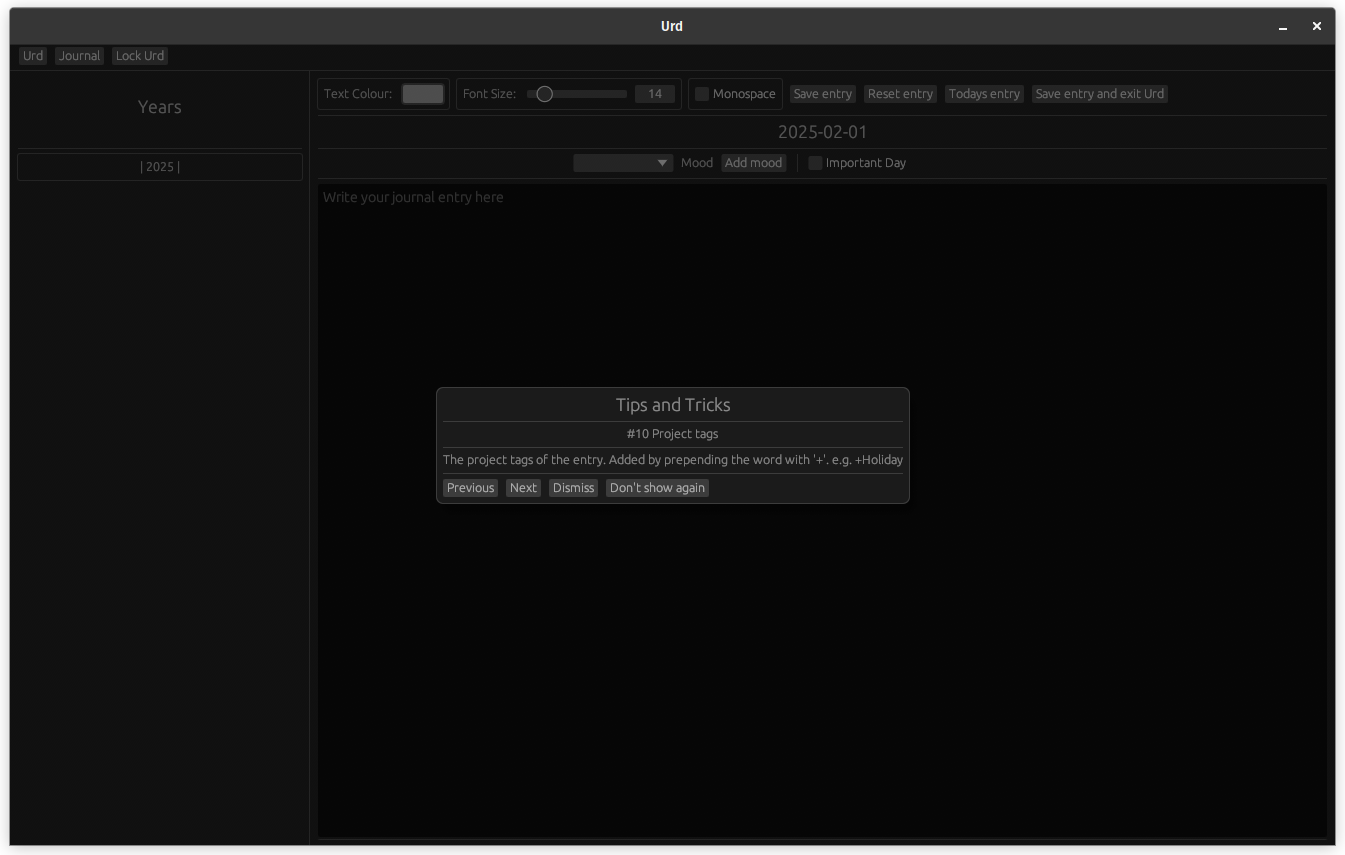 Urd
Urd Journal Lock Urd
Years
| 2025 |
Text Colour: Font Size: 14 Monospace Save entry Reset entry Todays entry Save entry and exit Urd
2025-02-01
Mood Add mood Important Day
Write your journal entry here
Tips and Tricks
#10 Project tags
The project tags of the entry. Added by prepending the word with '+'. e.g. +Holiday
Previous Next Dismiss Don't show again